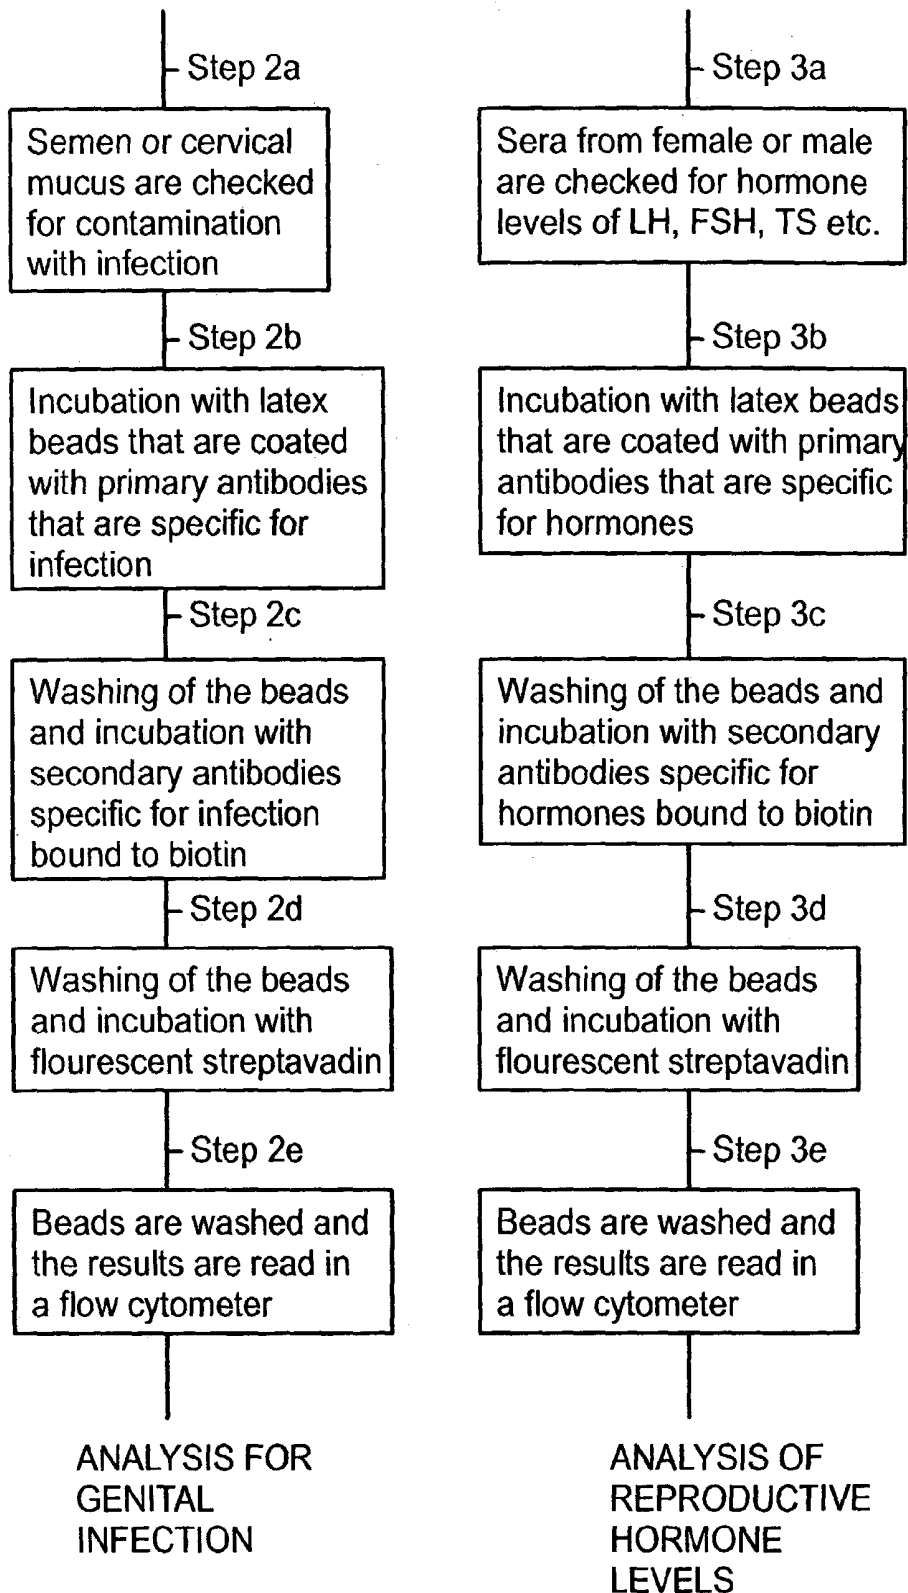 Step 2a
Semen or cervical
mucus are checked
for contamination
with infection
Step 2b
Incubation with latex
beads that are coated
with primary antibodies
that are specific for
infection
Step 2c
Washing of the beads
and incubation with
secondary antibodies
specific for infection
bound to biotin
Step 2d
Washing of the beads
and incubation with
flourescent streptavadin
Step 2e
Beads are washed and
the results are read in
a flow cytometer
ANALYSIS FOR
GENITAL
INFECTION
Step 3a
Sera from female or male
are checked for hormone
levels of LH, FSH, TS etc.
Step 3b
Incubation with latex beads
that are coated with primary
antibodies that are specific
for hormones
Step 3c
Washing of the beads and
incubation with secondary
antibodies specific for
hormones bound to biotin
Step 3d
Washing of the beads
and incubation with
flourescent streptavadin
Step 3e
Beads are washed and
the results are read in
a flow cytometer
ANALYSIS OF
REPRODUCTIVE
HORMONE
LEVELS